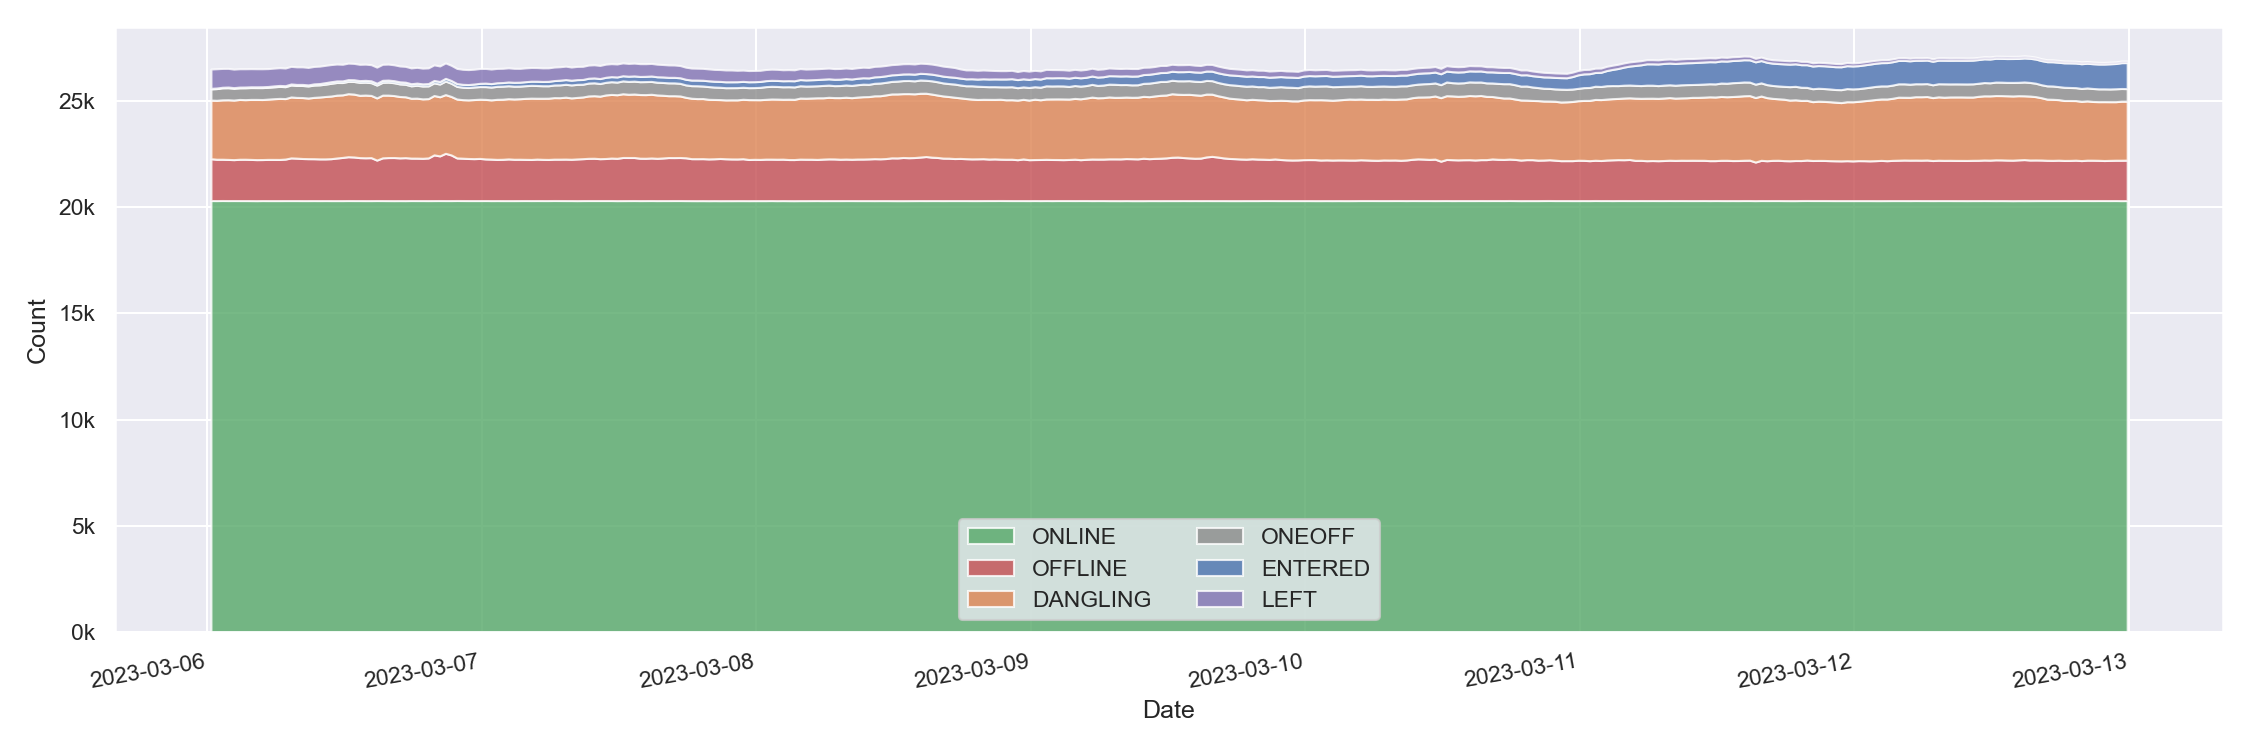 25k
20k
15k
10k
5k
0k
Count
ONLINE
OFFLINE
DANGLING
ONEOFF
ENTERED
LEFT
2023-03-06
2023-03-07
2023-03-08
2023-03-09
2023-03-10
2023-03-11
2023-03-12
2023-03-13
Date